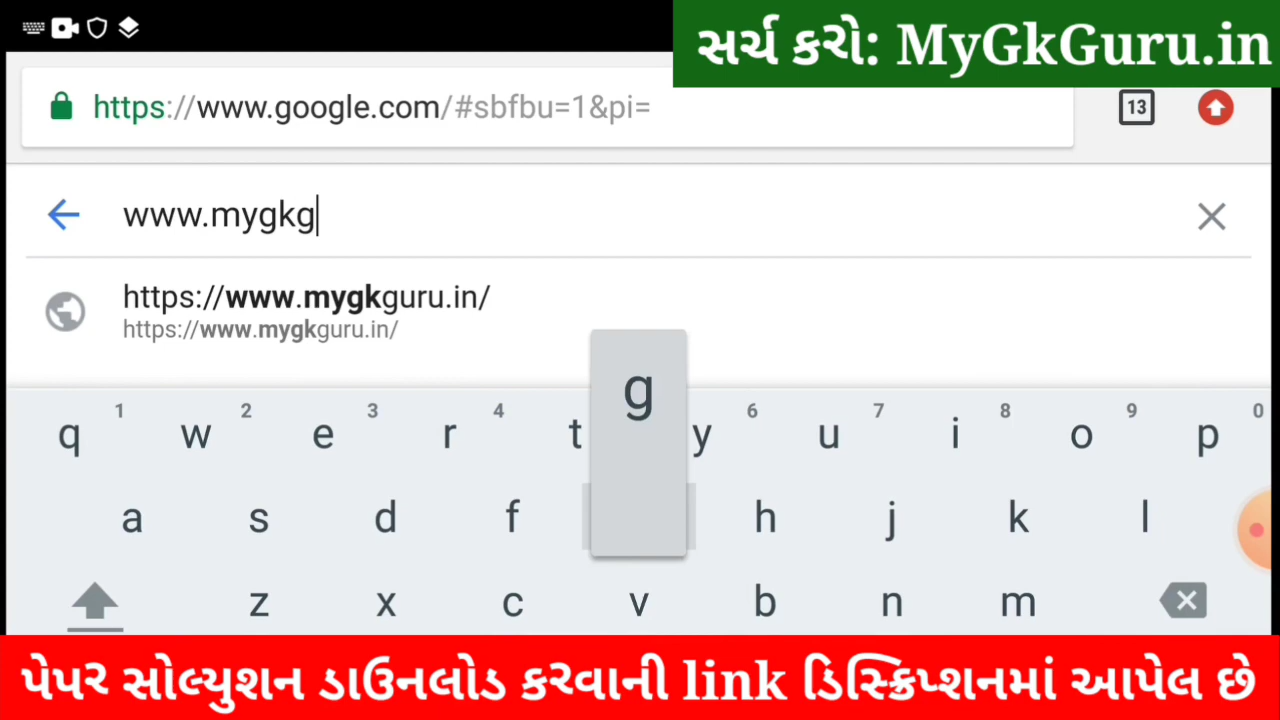 સર્ચ કરો: MyGkGuru.in
https://www.google.com/#sbfbu=1&pi=
13
www.mygkg
https://www.mygkguru.in/
https://www.mygkguru.in/
g
1 2 3 4 6 7 8 9 0
q w e r t y u i o p
a s d f h j k l
z x c v b n m
પેપર સોલ્યુશન ડાઉનલોડ કરવાની link ડિસ્ક્રિપ્શનમાં આપેલ છે